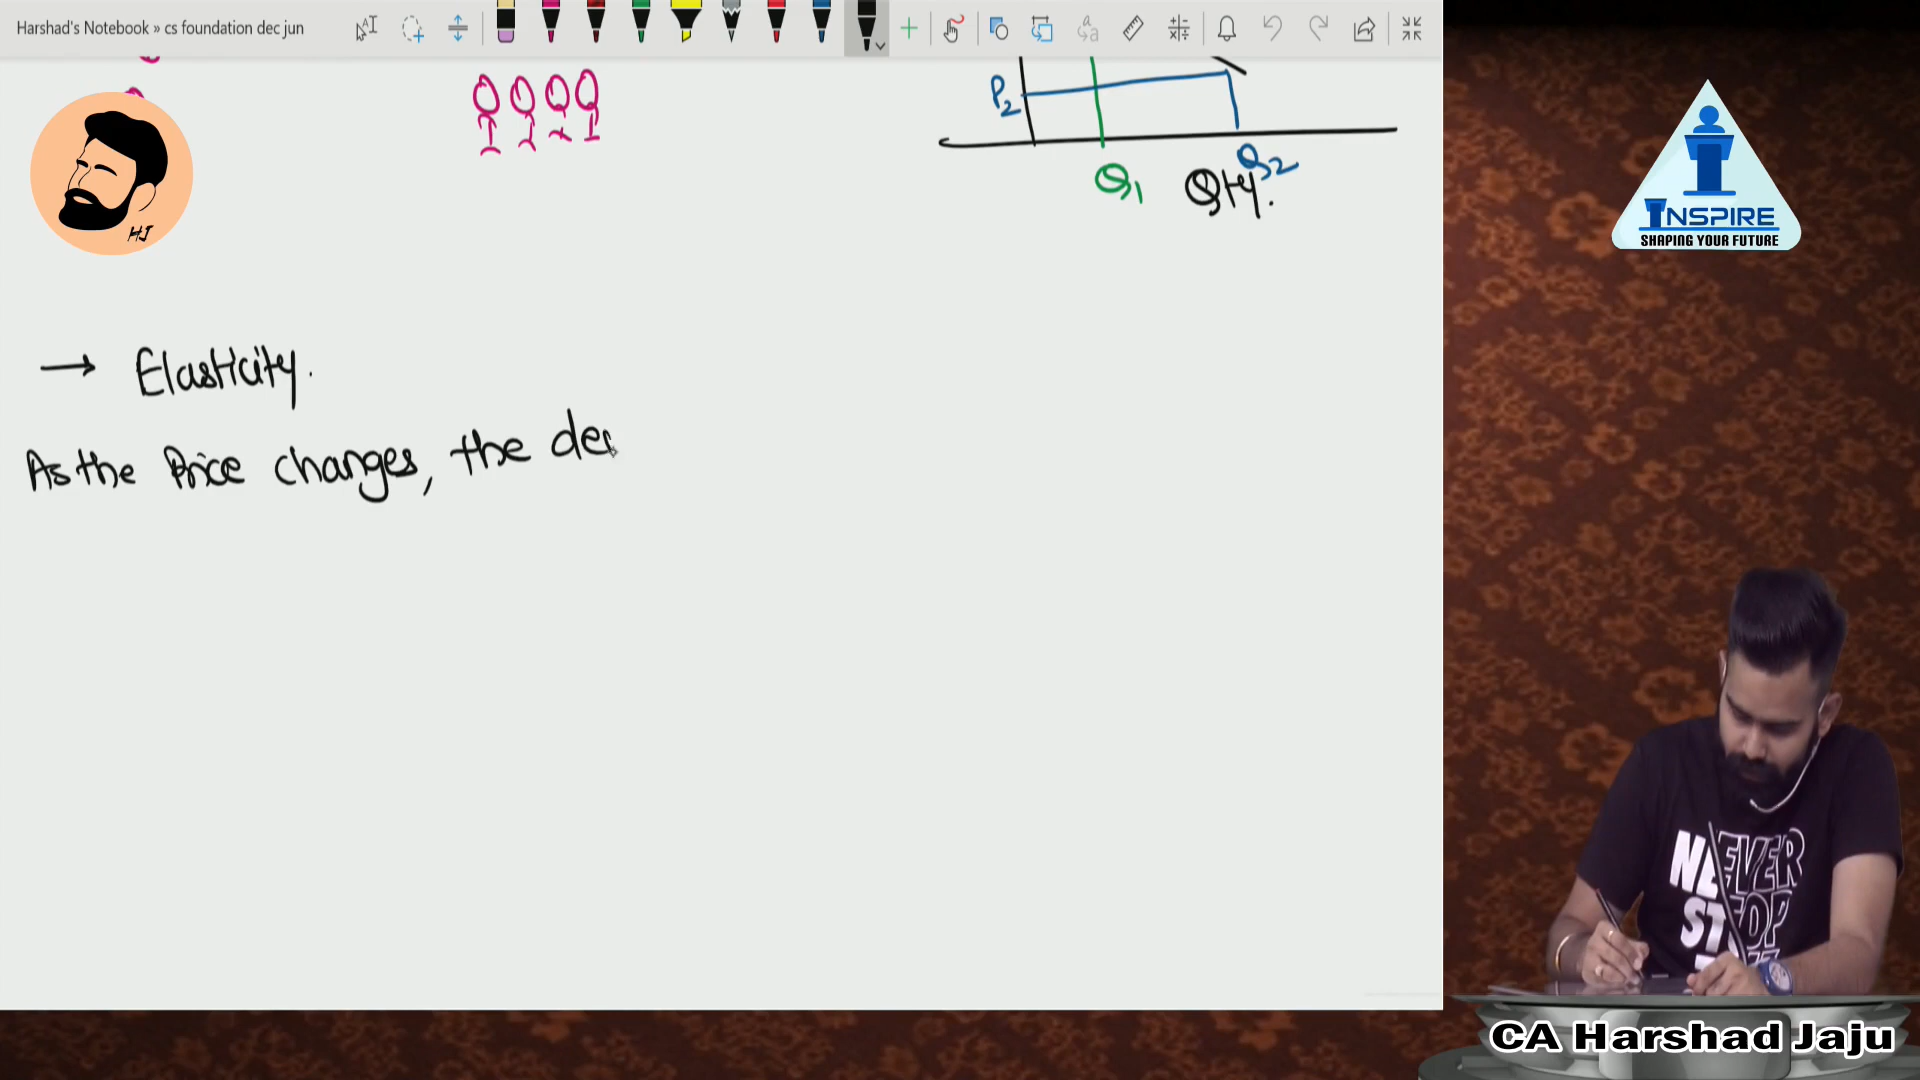 Harshad's Notebook » cs foundation dec jun
P2
Q1
Q2
Qty.
HJ
INSPIRE
SHAPING YOUR FUTURE
→ Elasticity.
As the Price changes, the de
NEVER
STOP
CA Harshad Jaju